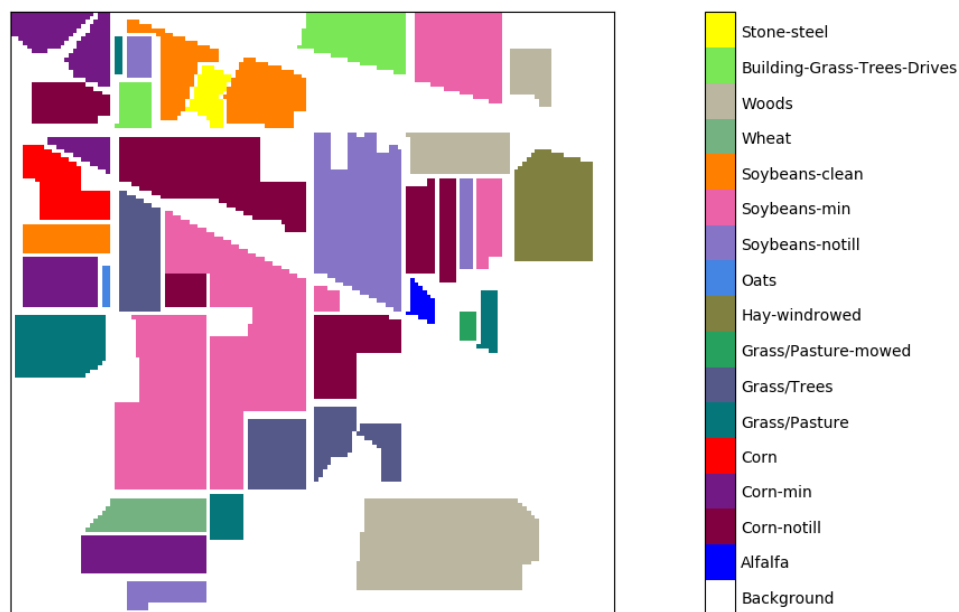 Stone-steel
Building-Grass-Trees-Drives
Woods
Wheat
Soybeans-clean
Soybeans-min
Soybeans-notill
Oats
Hay-windrowed
Grass/Pasture-mowed
Grass/Trees
Grass/Pasture
Corn
Corn-min
Corn-notill
Alfalfa
Background